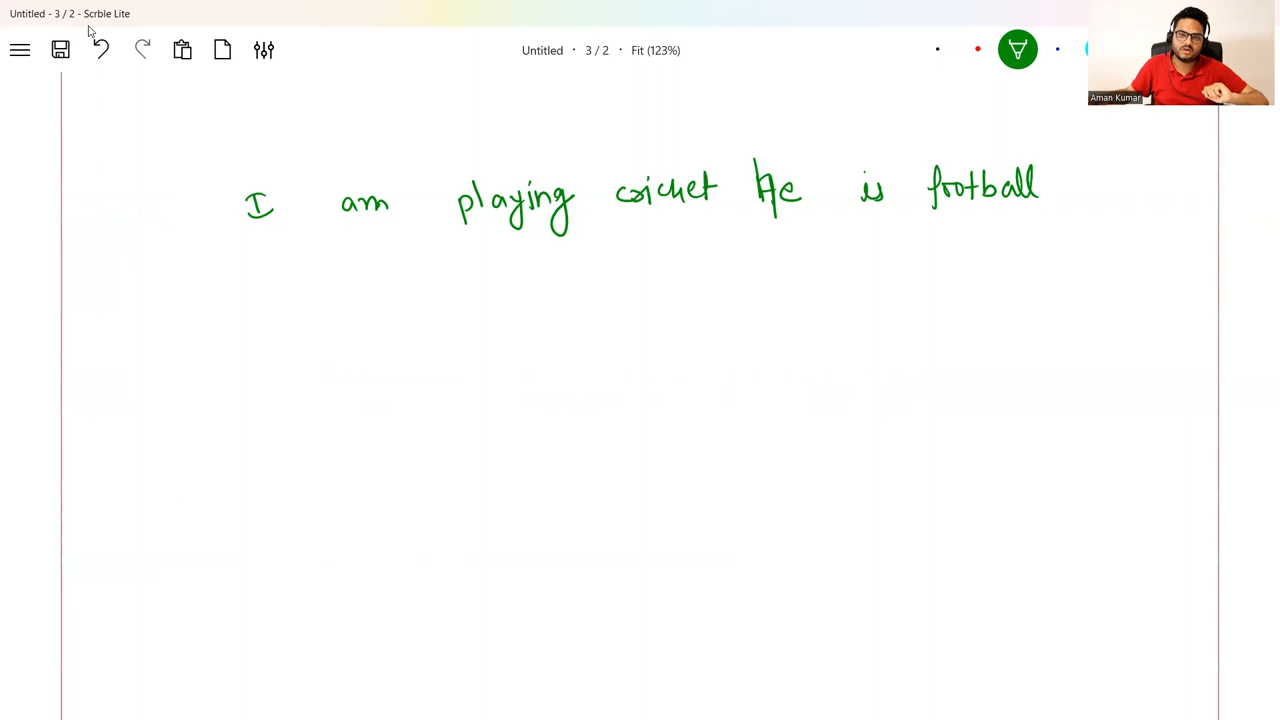 Untitled - 3 / 2 - Scrble Lite
Untitled • 3 / 2 • Fit (123%)
Aman Kumar
I am playing cricket He is football